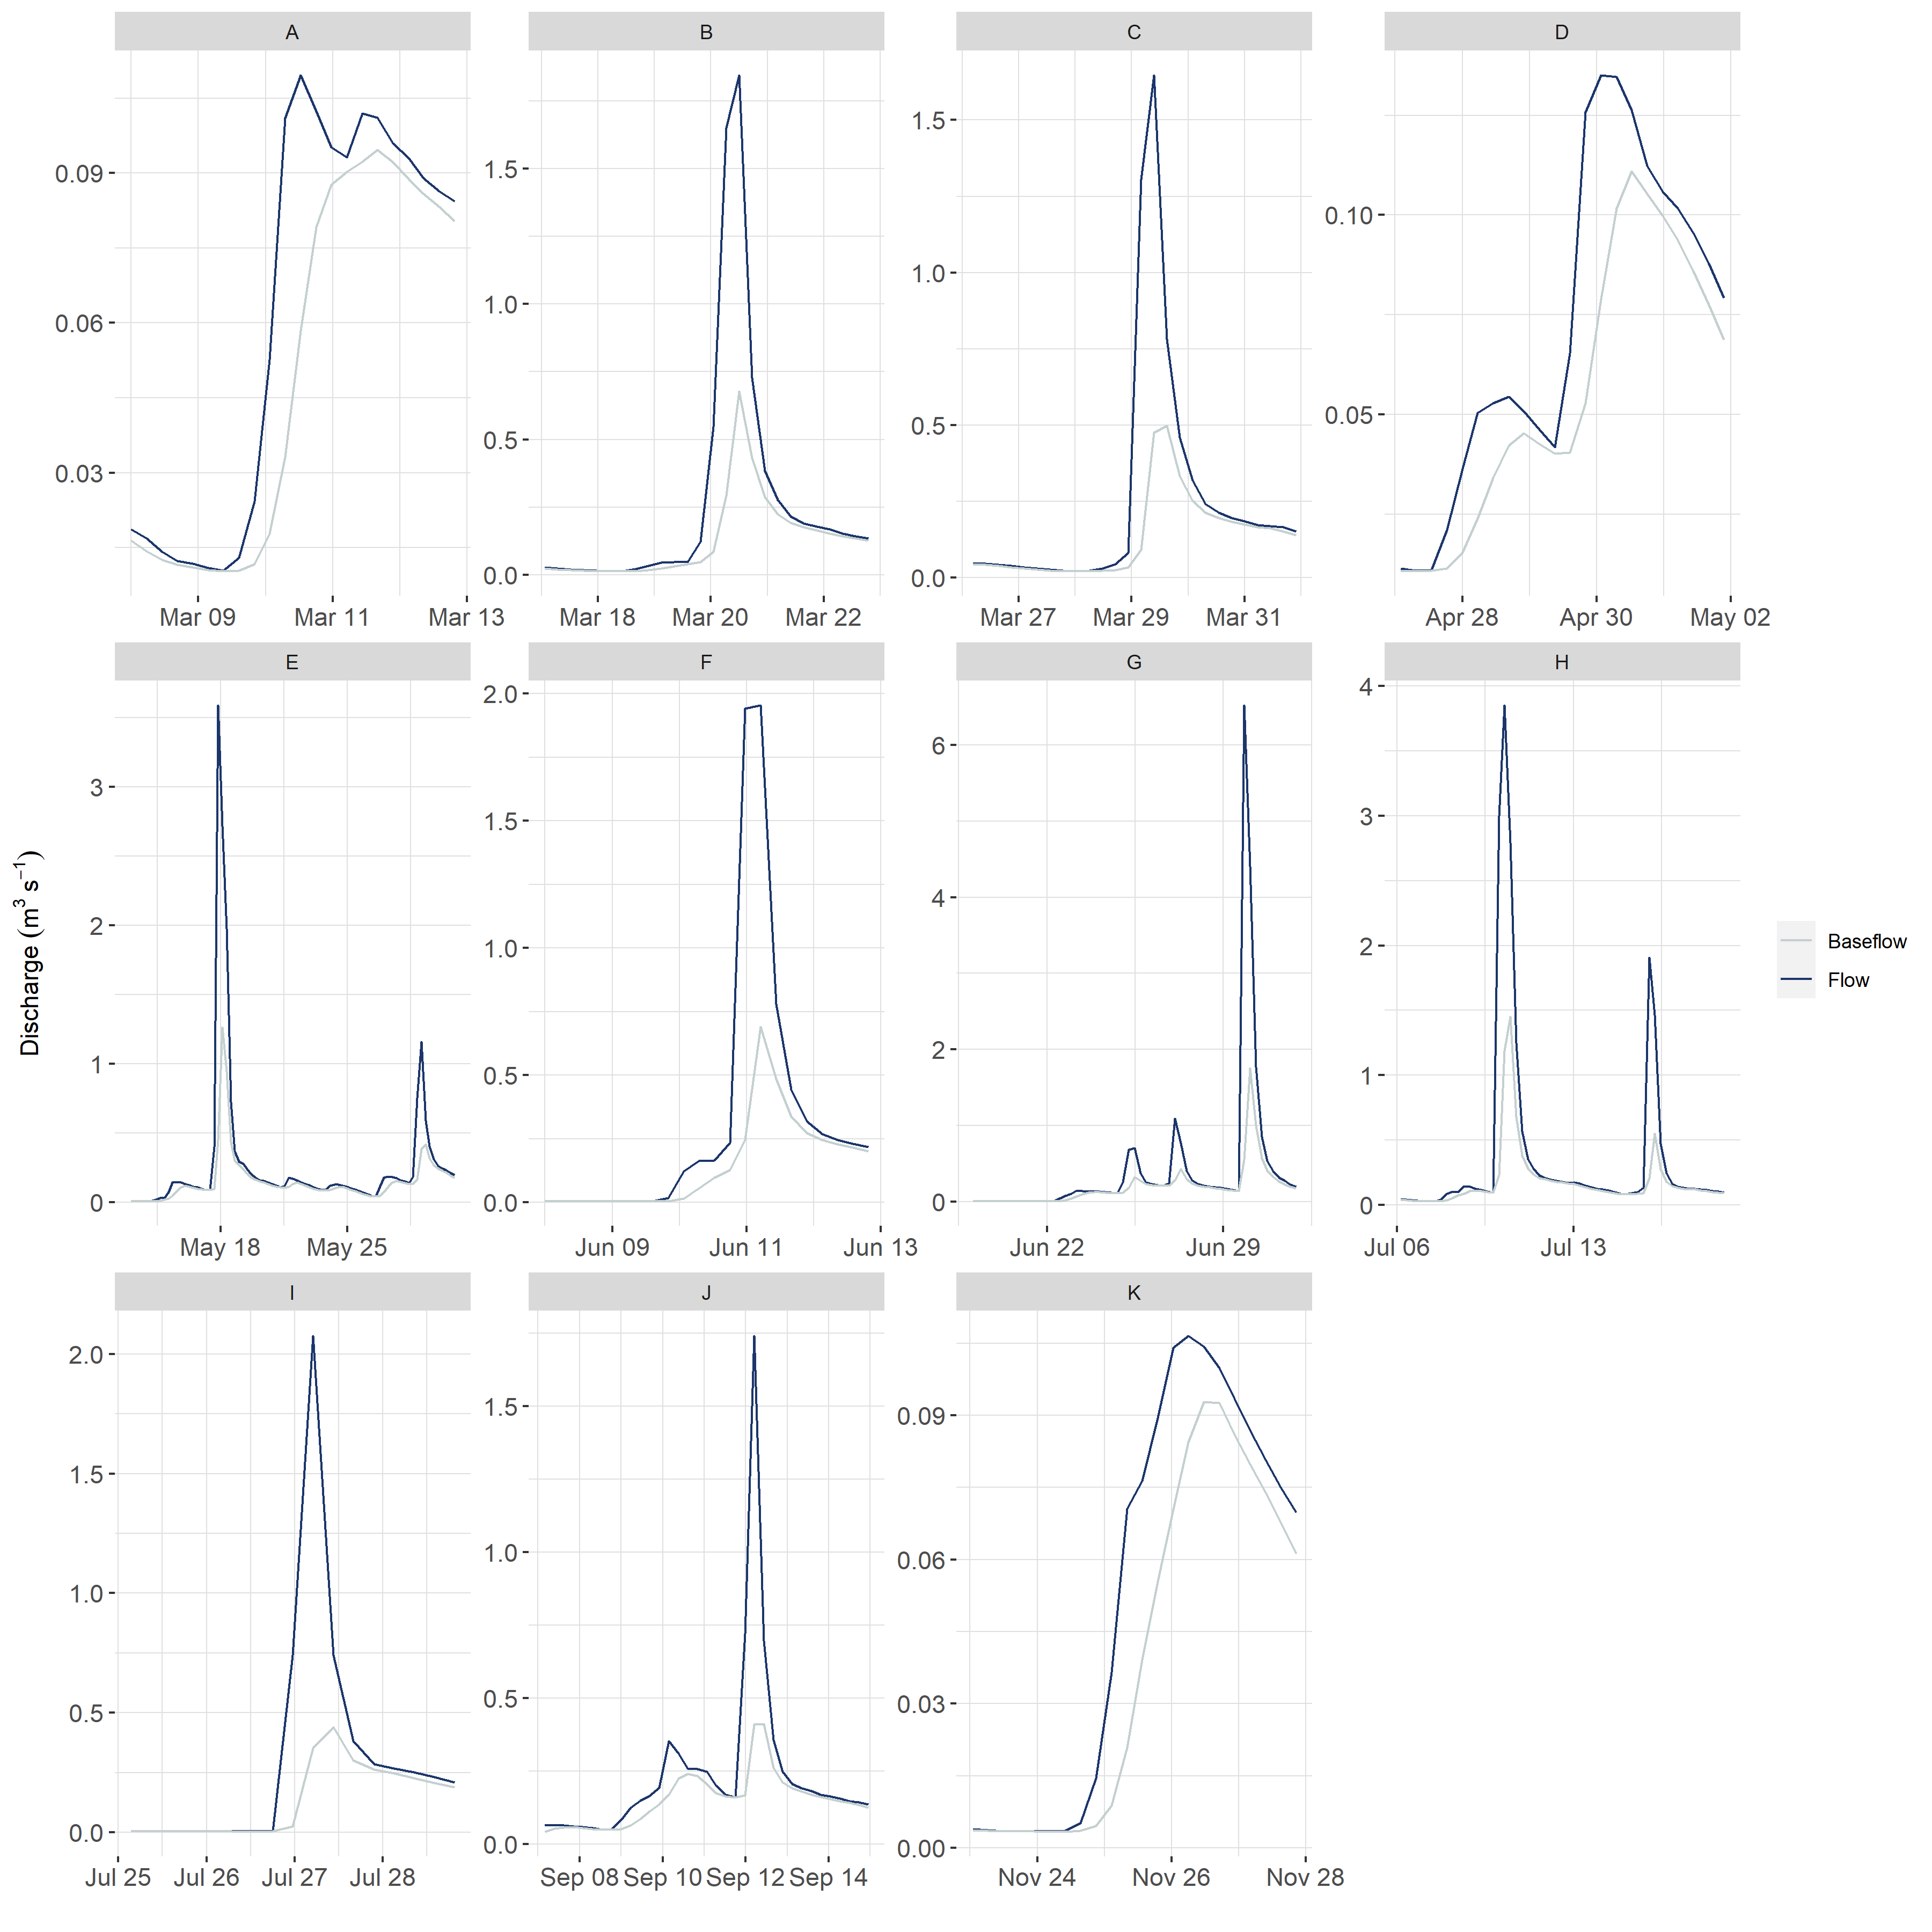 A
B
C
D
0.09
0.06
0.03
1.5
1.0
0.5
0.0
1.5
1.0
0.5
0.0
0.10
0.05
Mar 09
Mar 11
Mar 13
Mar 18
Mar 20
Mar 22
Mar 27
Mar 29
Mar 31
Apr 28
Apr 30
May 02
E
F
G
H
3
2
1
0
2.0
1.5
1.0
0.5
0.0
6
4
2
0
4
3
2
1
0
May 18
May 25
Jun 09
Jun 11
Jun 13
Jun 22
Jun 29
Jul 06
Jul 13
I
J
K
2.0
1.5
1.0
0.5
0.0
1.5
1.0
0.5
0.0
0.09
0.06
0.03
0.00
Jul 25
Jul 26
Jul 27
Jul 28
Sep 08
Sep 10
Sep 12
Sep 14
Nov 24
Nov 26
Nov 28
Discharge (m³ s⁻¹)
Baseflow
Flow